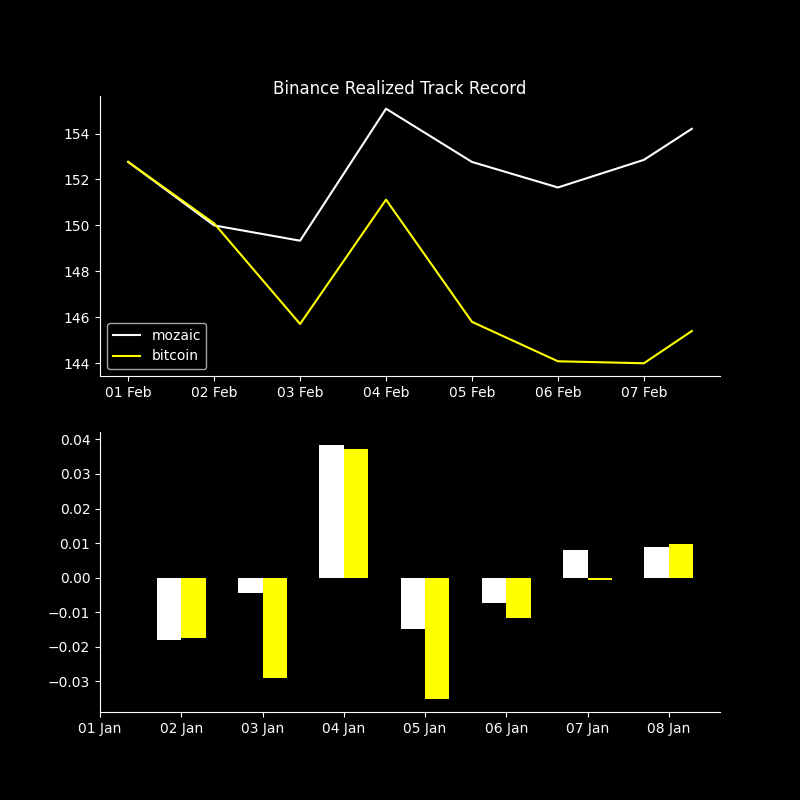 Binance Realized Track Record
154
152
150
148
146
144
mozaic
bitcoin
01 Feb 02 Feb 03 Feb 04 Feb 05 Feb 06 Feb 07 Feb
0.04
0.03
0.02
0.01
0.00
−0.01
−0.02
−0.03
01 Jan 02 Jan 03 Jan 04 Jan 05 Jan 06 Jan 07 Jan 08 Jan